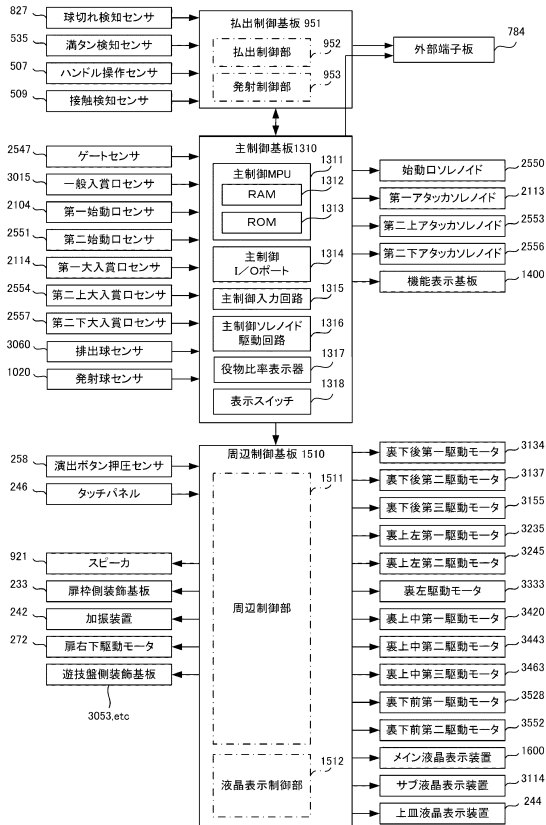 827
球切れ検知センサ
535
満タン検知センサ
507
ハンドル操作センサ
509
接触検知センサ
払出制御基板 951
払出制御部
952
発射制御部
953
外部端子板
784
2547
ゲートセンサ
3015
一般入賞口センサ
2104
第一始動口センサ
2551
第二始動口センサ
2114
第一大入賞口センサ
2554
第二上大入賞口センサ
2557
第二下大入賞口センサ
3060
排出球センサ
1020
発射球センサ
主制御基板1310
主制御MPU
1311
RAM
1312
ROM
1313
主制御
I/Oポート
1314
主制御入力回路
1315
主制御ソレノイド
駆動回路
1316
役物比率表示器
1317
表示スイッチ
1318
始動口ソレノイド
2550
第一アタッカソレノイド
2113
第二上アタッカソレノイド
2553
第二下アタッカソレノイド
2556
機能表示基板
1400
258
演出ボタン押圧センサ
246
タッチパネル
921
スピーカ
233
扉枠側装飾基板
242
加振装置
272
扉右下駆動モータ
遊技盤側装飾基板
3053,etc
周辺制御基板 1510
1511
周辺制御部
1512
液晶表示制御部
裏下後第一駆動モータ
3134
裏下後第二駆動モータ
3137
裏下後第三駆動モータ
3155
裏上左第一駆動モータ
3235
裏上左第二駆動モータ
3245
裏左駆動モータ
3333
裏上中第一駆動モータ
3420
裏上中第二駆動モータ
3443
裏上中第三駆動モータ
3463
裏下前第一駆動モータ
3528
裏下前第二駆動モータ
3552
メイン液晶表示装置
1600
サブ液晶表示装置
3114
上皿液晶表示装置
244